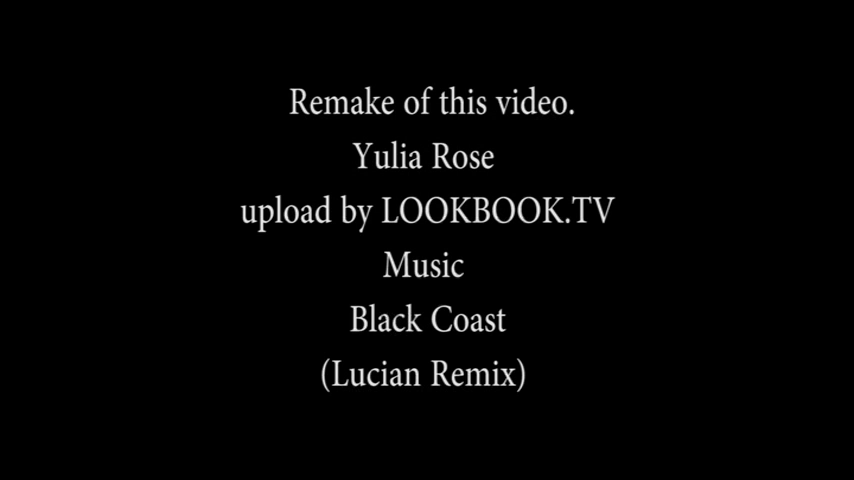 Remake of this video.
Yulia Rose
upload by LOOKBOOK.TV
Music
Black Coast
(Lucian Remix)